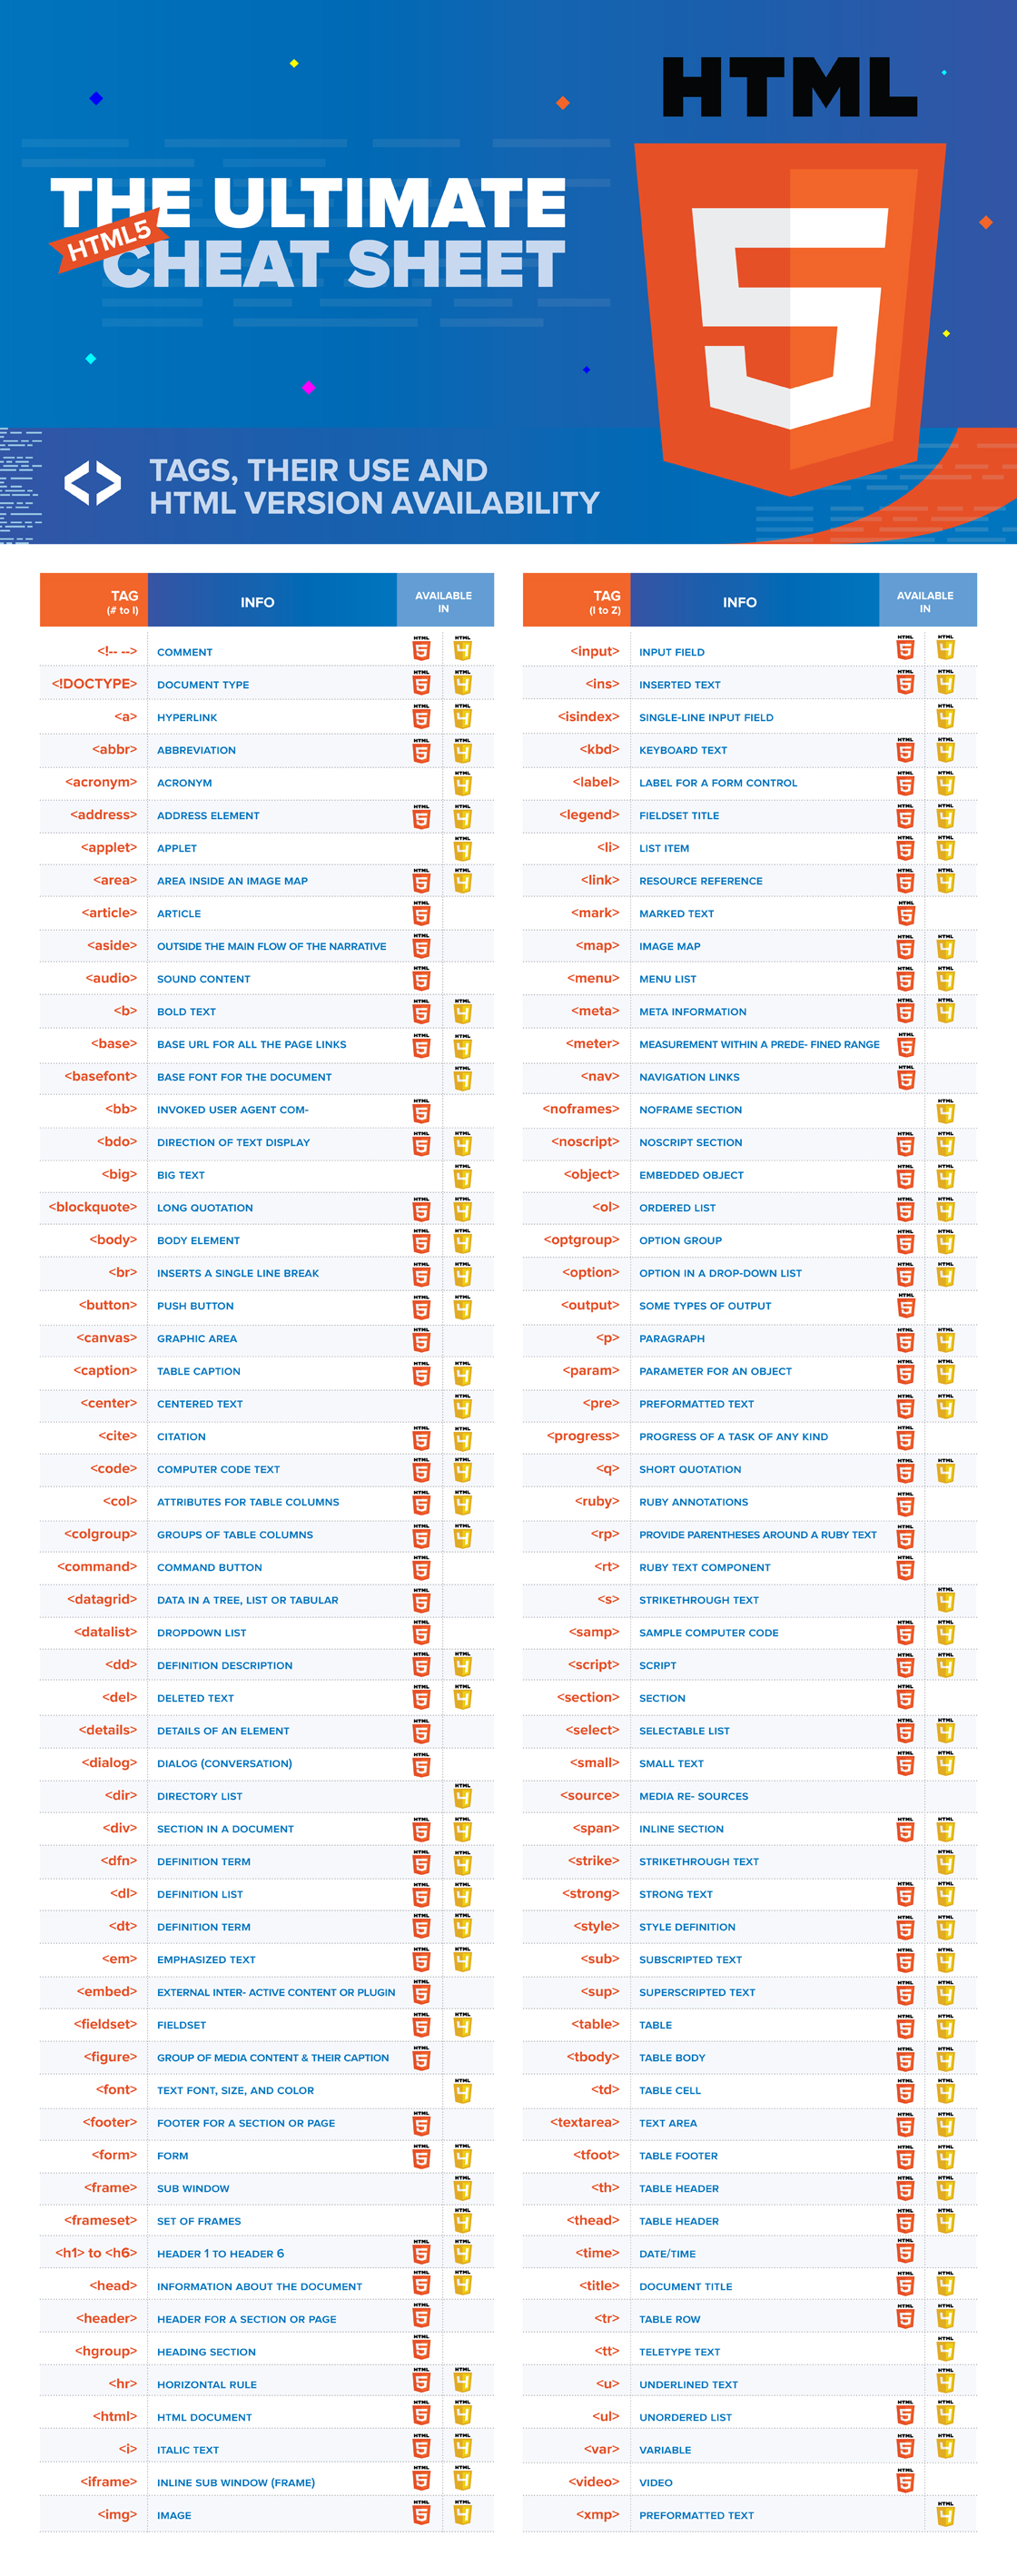 HTML
THE ULTIMATE
HTML5
CHEAT SHEET
TAGS, THEIR USE AND
HTML VERSION AVAILABILITY
TAG
(# to I)
INFO
AVAILABLE
IN
<!-- --> COMMENT HTML 5 HTML 4
<!DOCTYPE> DOCUMENT TYPE HTML 5 HTML 4
<a> HYPERLINK HTML 5 HTML 4
<abbr> ABBREVIATION HTML 5 HTML 4
<acronym> ACRONYM HTML 4
<address> ADDRESS ELEMENT HTML 5 HTML 4
<applet> APPLET HTML 4
<area> AREA INSIDE AN IMAGE MAP HTML 5 HTML 4
<article> ARTICLE HTML 5
<aside> OUTSIDE THE MAIN FLOW OF THE NARRATIVE HTML 5
<audio> SOUND CONTENT HTML 5
<b> BOLD TEXT HTML 5 HTML 4
<base> BASE URL FOR ALL THE PAGE LINKS HTML 5 HTML 4
<basefont> BASE FONT FOR THE DOCUMENT HTML 4
<bb> INVOKED USER AGENT COM- HTML 5
<bdo> DIRECTION OF TEXT DISPLAY HTML 5 HTML 4
<big> BIG TEXT HTML 4
<blockquote> LONG QUOTATION HTML 5 HTML 4
<body> BODY ELEMENT HTML 5 HTML 4
<br> INSERTS A SINGLE LINE BREAK HTML 5 HTML 4
<button> PUSH BUTTON HTML 5 HTML 4
<canvas> GRAPHIC AREA HTML 5
<caption> TABLE CAPTION HTML 5 HTML 4
<center> CENTERED TEXT HTML 4
<cite> CITATION HTML 5 HTML 4
<code> COMPUTER CODE TEXT HTML 5 HTML 4
<col> ATTRIBUTES FOR TABLE COLUMNS HTML 5 HTML 4
<colgroup> GROUPS OF TABLE COLUMNS HTML 5 HTML 4
<command> COMMAND BUTTON HTML 5
<datagrid> DATA IN A TREE, LIST OR TABULAR HTML 5
<datalist> DROPDOWN LIST HTML 5
<dd> DEFINITION DESCRIPTION HTML 5 HTML 4
<del> DELETED TEXT HTML 5 HTML 4
<details> DETAILS OF AN ELEMENT HTML 5
<dialog> DIALOG (CONVERSATION) HTML 5
<dir> DIRECTORY LIST HTML 4
<div> SECTION IN A DOCUMENT HTML 5 HTML 4
<dfn> DEFINITION TERM HTML 5 HTML 4
<dl> DEFINITION LIST HTML 5 HTML 4
<dt> DEFINITION TERM HTML 5 HTML 4
<em> EMPHASIZED TEXT HTML 5 HTML 4
<embed> EXTERNAL INTER- ACTIVE CONTENT OR PLUGIN HTML 5
<fieldset> FIELDSET HTML 5 HTML 4
<figure> GROUP OF MEDIA CONTENT & THEIR CAPTION HTML 5
<font> TEXT FONT, SIZE, AND COLOR HTML 4
<footer> FOOTER FOR A SECTION OR PAGE HTML 5
<form> FORM HTML 5 HTML 4
<frame> SUB WINDOW HTML 4
<frameset> SET OF FRAMES HTML 4
<h1> to <h6> HEADER 1 TO HEADER 6 HTML 5 HTML 4
<head> INFORMATION ABOUT THE DOCUMENT HTML 5 HTML 4
<header> HEADER FOR A SECTION OR PAGE HTML 5
<hgroup> HEADING SECTION HTML 5
<hr> HORIZONTAL RULE HTML 5 HTML 4
<html> HTML DOCUMENT HTML 5 HTML 4
<i> ITALIC TEXT HTML 5 HTML 4
<iframe> INLINE SUB WINDOW (FRAME) HTML 5 HTML 4
<img> IMAGE HTML 5 HTML 4
TAG
(I to Z)
INFO
AVAILABLE
IN
<input> INPUT FIELD HTML 5 HTML 4
<ins> INSERTED TEXT HTML 5 HTML 4
<isindex> SINGLE-LINE INPUT FIELD HTML 4
<kbd> KEYBOARD TEXT HTML 5 HTML 4
<label> LABEL FOR A FORM CONTROL HTML 5 HTML 4
<legend> FIELDSET TITLE HTML 5 HTML 4
<li> LIST ITEM HTML 5 HTML 4
<link> RESOURCE REFERENCE HTML 5 HTML 4
<mark> MARKED TEXT HTML 5
<map> IMAGE MAP HTML 5 HTML 4
<menu> MENU LIST HTML 5 HTML 4
<meta> META INFORMATION HTML 5 HTML 4
<meter> MEASUREMENT WITHIN A PREDE- FINED RANGE HTML 5
<nav> NAVIGATION LINKS HTML 5
<noframes> NOFRAME SECTION HTML 4
<noscript> NOSCRIPT SECTION HTML 5 HTML 4
<object> EMBEDDED OBJECT HTML 5 HTML 4
<ol> ORDERED LIST HTML 5 HTML 4
<optgroup> OPTION GROUP HTML 5 HTML 4
<option> OPTION IN A DROP-DOWN LIST HTML 5 HTML 4
<output> SOME TYPES OF OUTPUT HTML 5
<p> PARAGRAPH HTML 5 HTML 4
<param> PARAMETER FOR AN OBJECT HTML 5 HTML 4
<pre> PREFORMATTED TEXT HTML 5 HTML 4
<progress> PROGRESS OF A TASK OF ANY KIND HTML 5
<q> SHORT QUOTATION HTML 5 HTML 4
<ruby> RUBY ANNOTATIONS HTML 5
<rp> PROVIDE PARENTHESES AROUND A RUBY TEXT HTML 5
<rt> RUBY TEXT COMPONENT HTML 5
<s> STRIKETHROUGH TEXT HTML 4
<samp> SAMPLE COMPUTER CODE HTML 5 HTML 4
<script> SCRIPT HTML 5 HTML 4
<section> SECTION HTML 5
<select> SELECTABLE LIST HTML 5 HTML 4
<small> SMALL TEXT HTML 5 HTML 4
<source> MEDIA RE- SOURCES
<span> INLINE SECTION HTML 5 HTML 4
<strike> STRIKETHROUGH TEXT HTML 4
<strong> STRONG TEXT HTML 5 HTML 4
<style> STYLE DEFINITION HTML 5 HTML 4
<sub> SUBSCRIPTED TEXT HTML 5 HTML 4
<sup> SUPERSCRIPTED TEXT HTML 5 HTML 4
<table> TABLE HTML 5 HTML 4
<tbody> TABLE BODY HTML 5 HTML 4
<td> TABLE CELL HTML 5 HTML 4
<textarea> TEXT AREA HTML 5 HTML 4
<tfoot> TABLE FOOTER HTML 5 HTML 4
<th> TABLE HEADER HTML 5 HTML 4
<thead> TABLE HEADER HTML 5 HTML 4
<time> DATE/TIME HTML 5
<title> DOCUMENT TITLE HTML 5 HTML 4
<tr> TABLE ROW HTML 5 HTML 4
<tt> TELETYPE TEXT HTML 4
<u> UNDERLINED TEXT HTML 4
<ul> UNORDERED LIST HTML 5 HTML 4
<var> VARIABLE HTML 5 HTML 4
<video> VIDEO HTML 5
<xmp> PREFORMATTED TEXT HTML 4